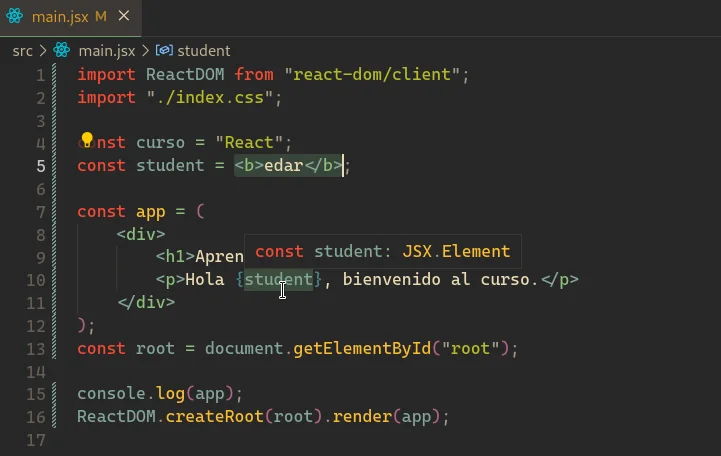 main.jsx M ×
src > main.jsx > student
1 import ReactDOM from "react-dom/client";
2 import "./index.css";
3
4 nst curso = "React";
5 const student = <b>edar</b>;
6
7 const app = (
8 <div>
9 <h1>Apren
const student: JSX.Element
10 <p>Hola {student}, bienvenido al curso.</p>
11 </div>
12 );
13 const root = document.getElementById("root");
14
15 console.log(app);
16 ReactDOM.createRoot(root).render(app);
17